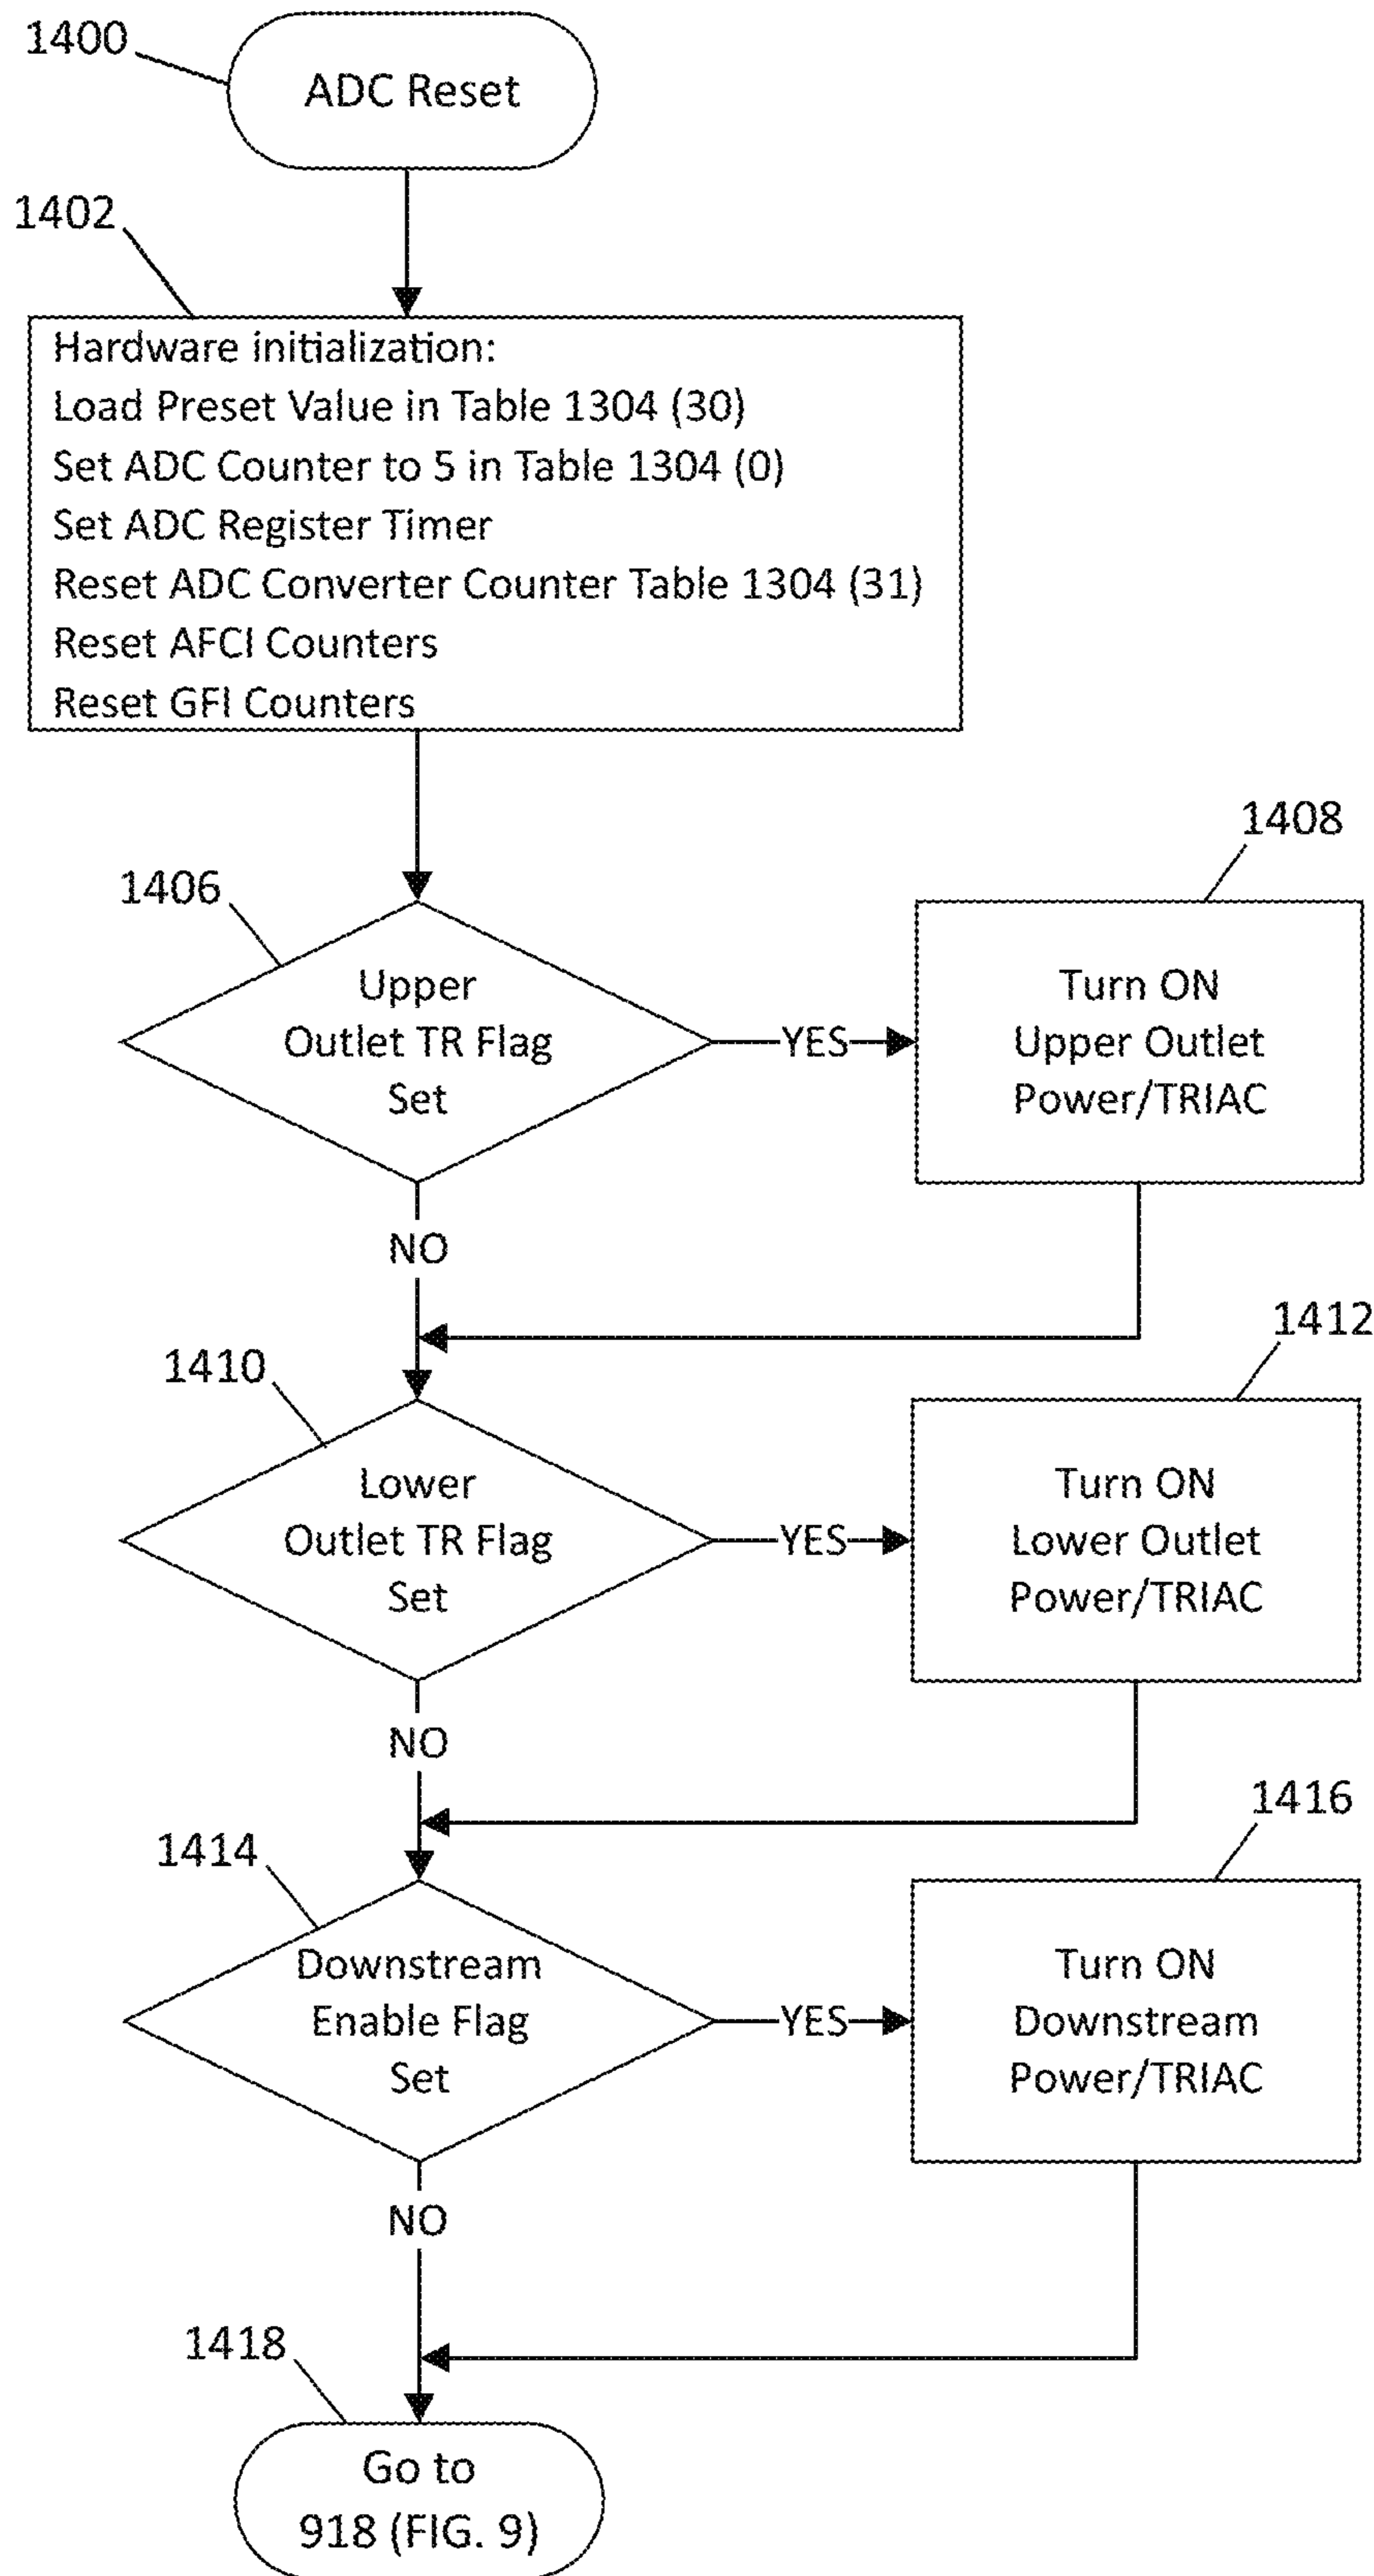 1400
ADC Reset
1402
Hardware initialization:
Load Preset Value in Table 1304 (30)
Set ADC Counter to 5 in Table 1304 (0)
Set ADC Register Timer
Reset ADC Converter Counter Table 1304 (31)
Reset AFCI Counters
Reset GFI Counters
1406
Upper
Outlet TR Flag
Set
YES
1408
Turn ON
Upper Outlet
Power/TRIAC
NO
1410
Lower
Outlet TR Flag
Set
YES
1412
Turn ON
Lower Outlet
Power/TRIAC
NO
1414
Downstream
Enable Flag
Set
YES
1416
Turn ON
Downstream
Power/TRIAC
NO
1418
Go to
918 (FIG. 9)